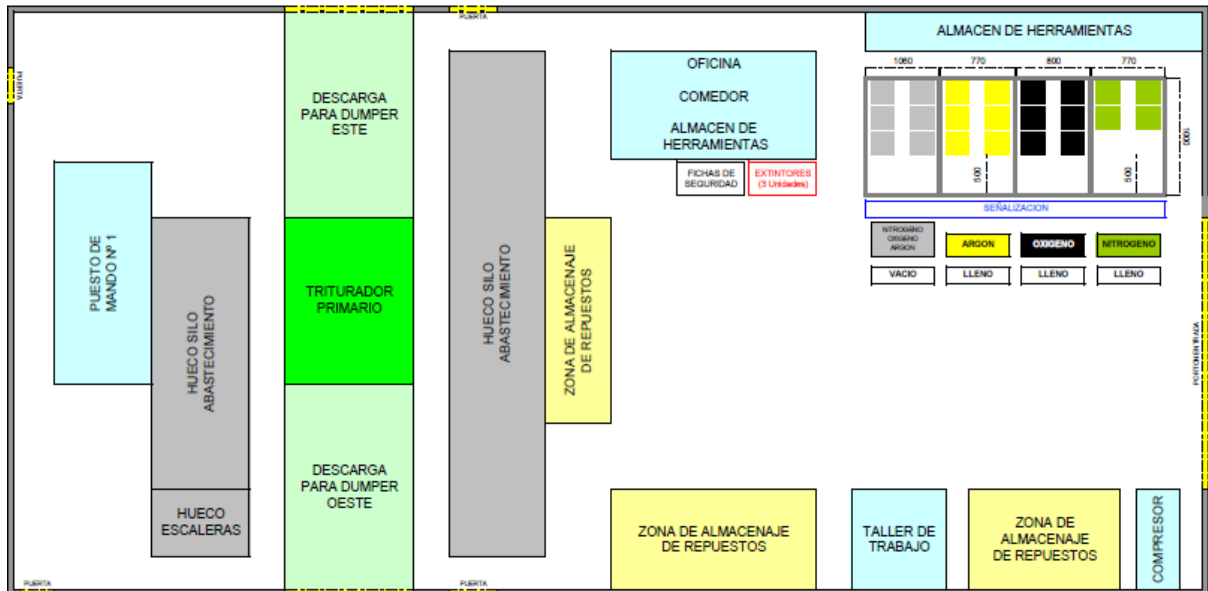 PUERTA
ALMACEN DE HERRAMIENTAS
PUERTA
OFICINA
COMEDOR
ALMACEN DE
HERRAMIENTAS
1060
770
800
770
DESCARGA
PARA DUMPER
ESTE
1000
500
500
FICHAS DE
SEGURIDAD
EXTINTORES
(3 Unidades)
SEÑALIZACION
NITROGENO
OXIGENO
ARGON
ARGON
OXIGENO
NITROGENO
VACIO
LLENO
LLENO
LLENO
PUESTO DE
MANDO Nº 1
HUECO SILO
ABASTECIMIENTO
TRITURADOR
PRIMARIO
HUECO SILO
ABASTECIMIENTO
ZONA DE ALMACENAJE
DE REPUESTOS
PORTON ENTRADA
DESCARGA
PARA DUMPER
OESTE
HUECO
ESCALERAS
ZONA DE ALMACENAJE
DE REPUESTOS
TALLER DE
TRABAJO
ZONA DE
ALMACENAJE
DE REPUESTOS
COMPRESOR
PUERTA
PUERTA